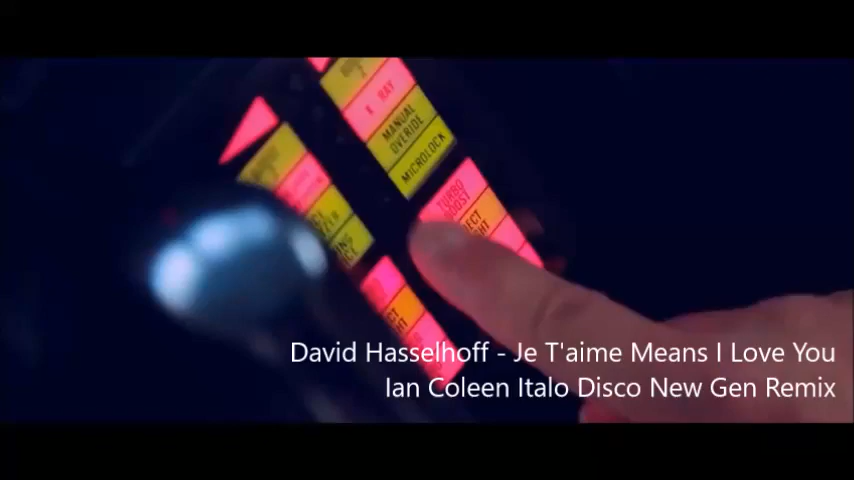 X RAY
MANUAL
OVERIDE
MICROLOCK
TURBO
BOOST
David Hasselhoff - Je T'aime Means I Love You
Ian Coleen Italo Disco New Gen Remix